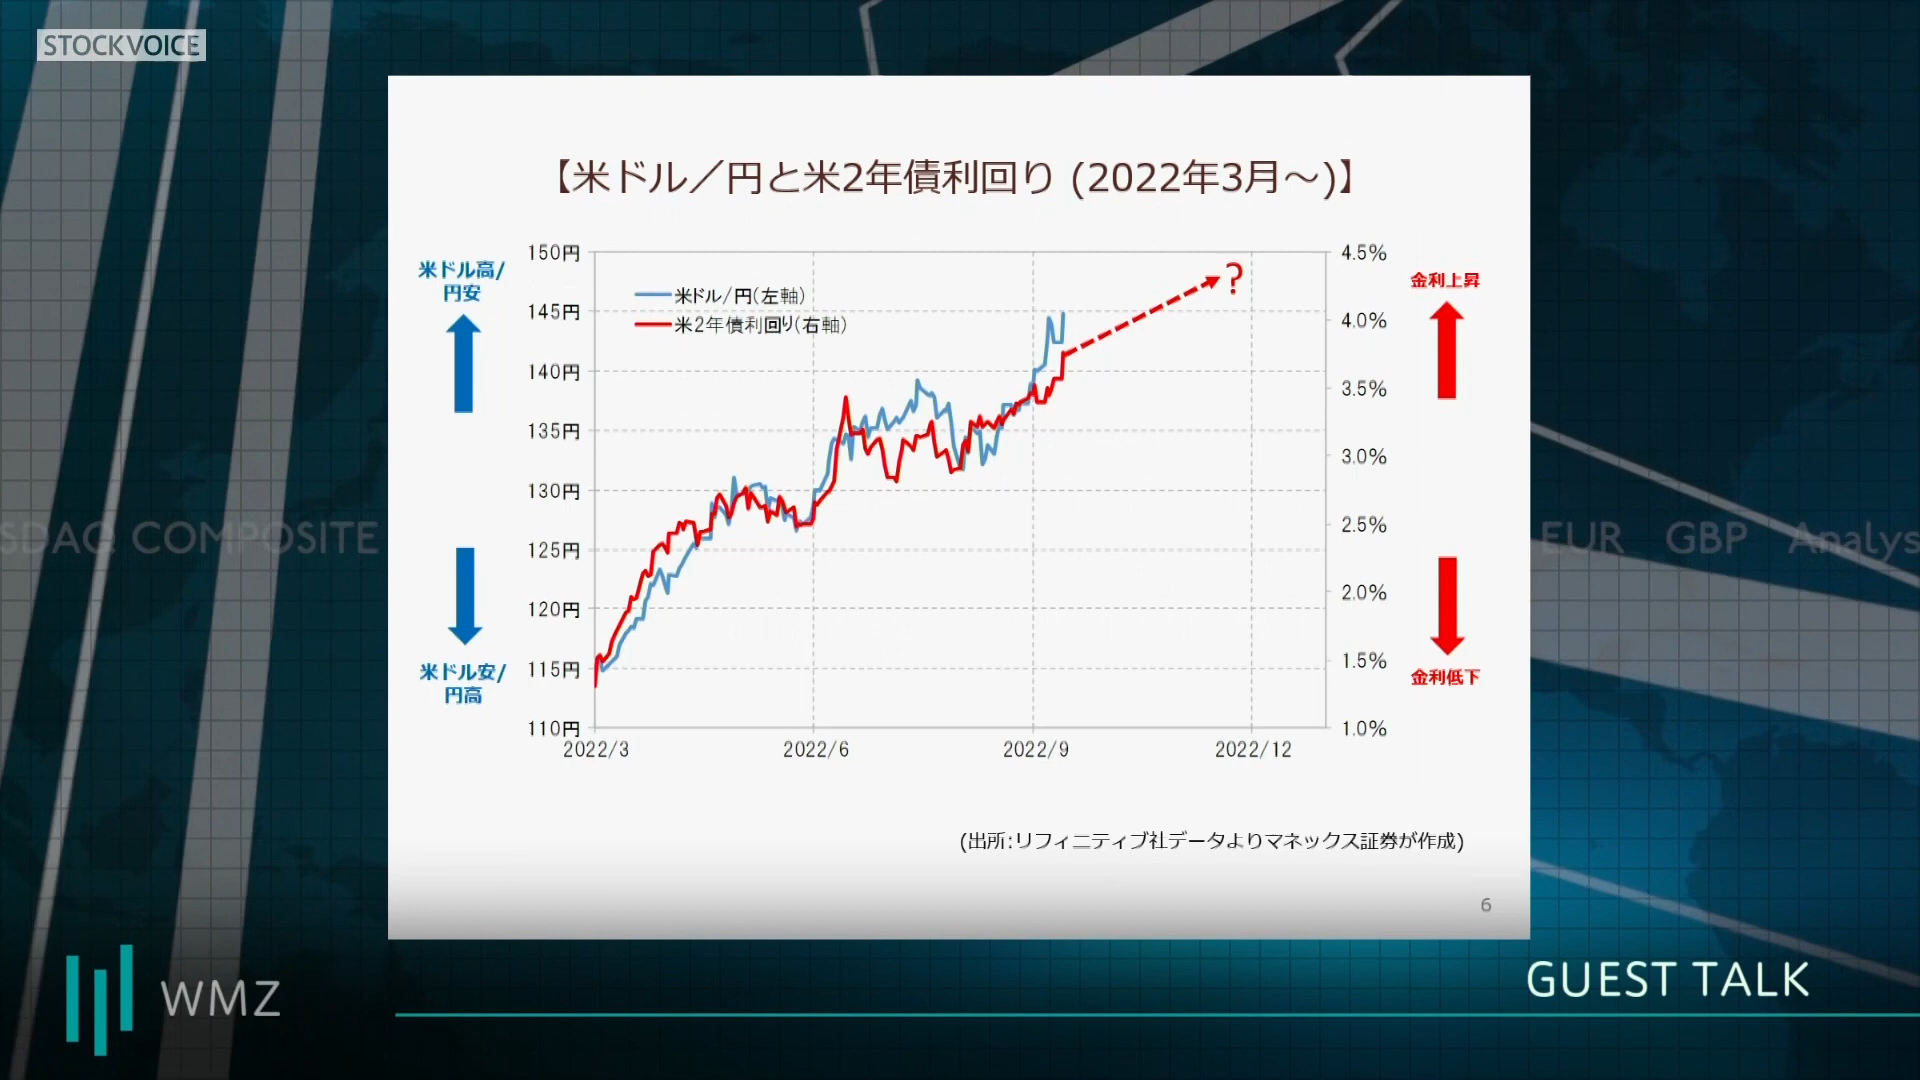 STOCKVOICE
【米ドル／円と米2年債利回り (2022年3月～)】
米ドル高/
円安
米ドル安/
円高
150円
145円
140円
135円
130円
125円
120円
115円
110円
米ドル/円(左軸)
米2年債利回り(右軸)
?
4.5%
4.0%
3.5%
3.0%
2.5%
2.0%
1.5%
1.0%
金利上昇
金利低下
2022/3
2022/6
2022/9
2022/12
(出所:リフィニティブ社データよりマネックス証券が作成)
6
SDAQ COMPOSITE
EUR GBP Analys
WMZ
GUEST TALK